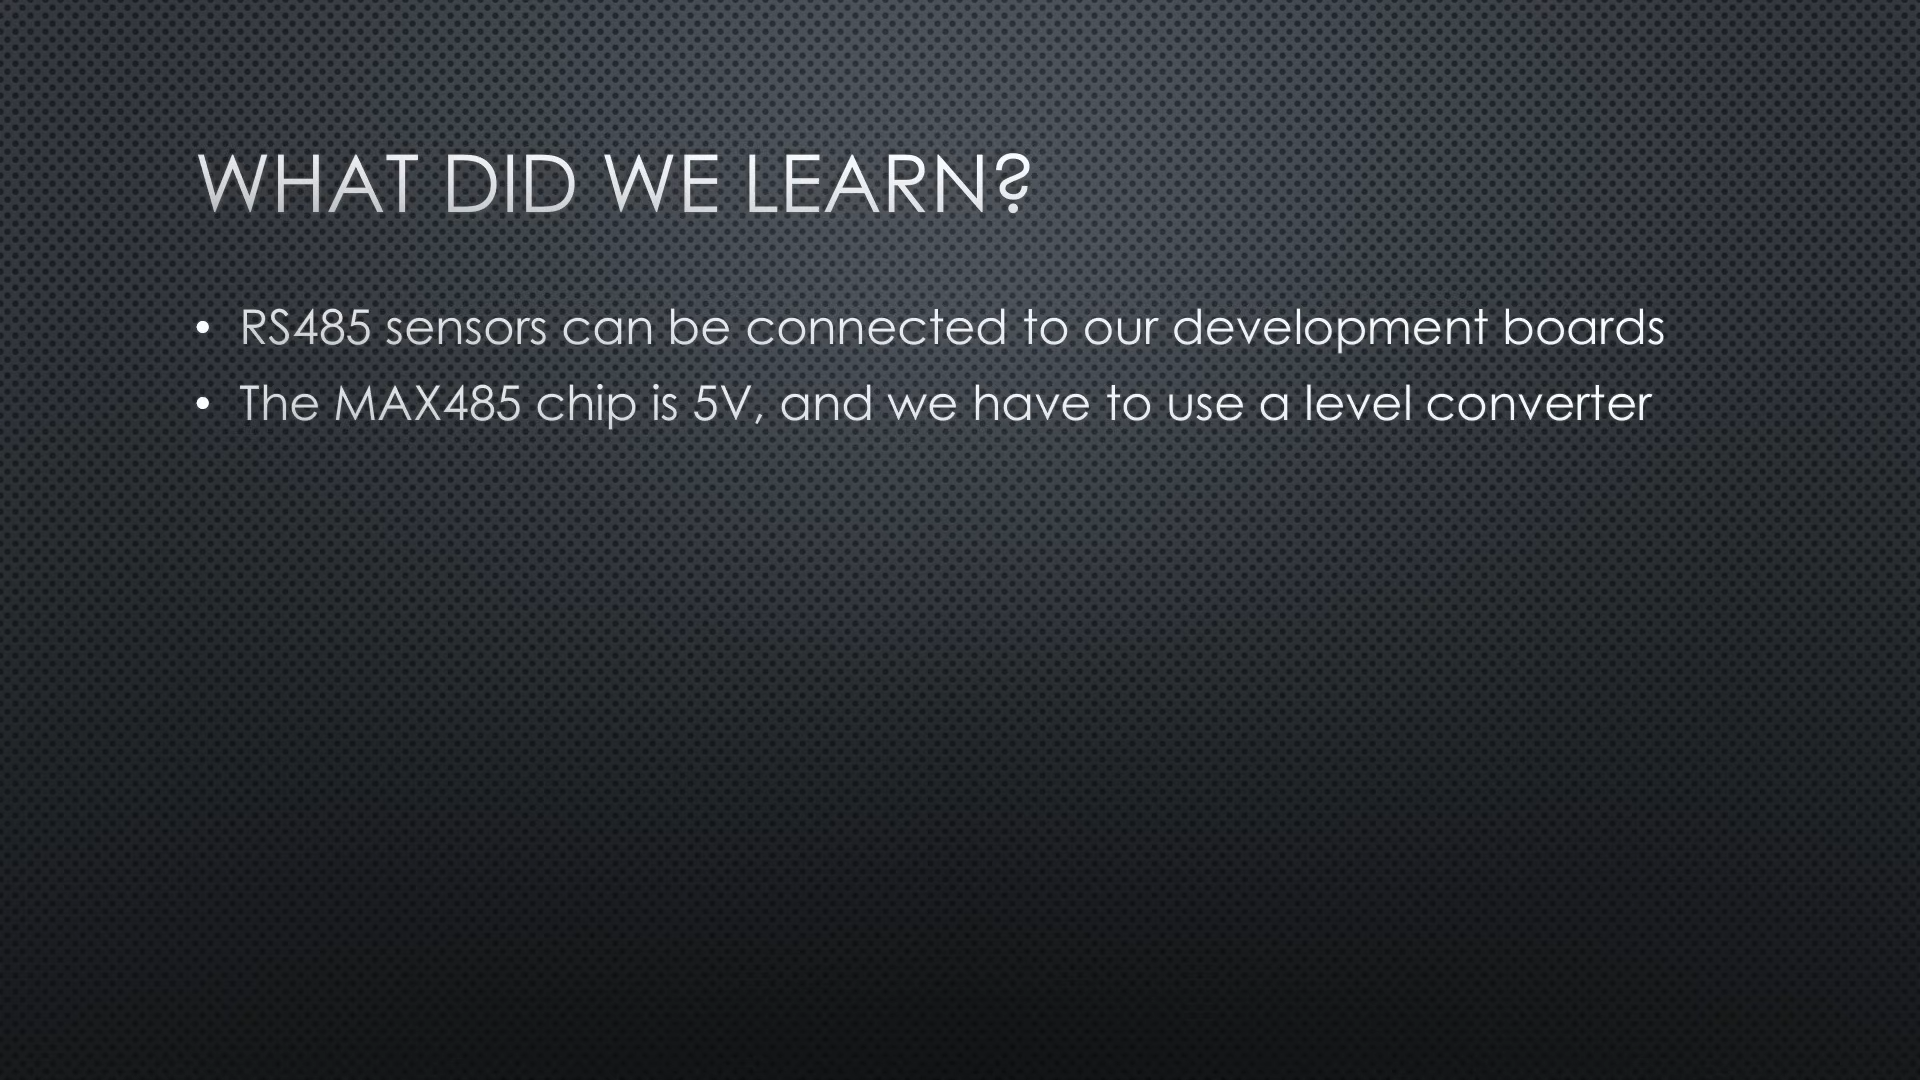 WHAT DID WE LEARN?
• RS485 sensors can be connected to our development boards
• The MAX485 chip is 5V, and we have to use a level converter